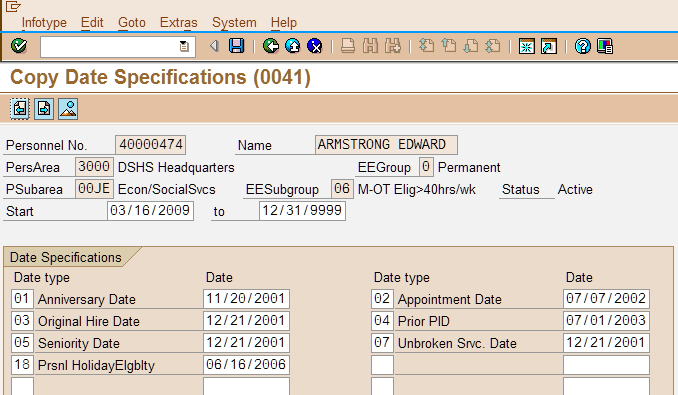 Infotype Edit Goto Extras System Help
Copy Date Specifications (0041)
Personnel No. 40000474 Name ARMSTRONG EDWARD
PersArea 3000 DSHS Headquarters EEGroup 0 Permanent
PSubarea 00JE Econ/SocialSvcs EESubgroup 06 M-OT Elig>40hrs/wk Status Active
Start 03/16/2009 to 12/31/9999
Date Specifications
Date type Date Date type Date
01 Anniversary Date 11/20/2001 02 Appointment Date 07/07/2002
03 Original Hire Date 12/21/2001 04 Prior PID 07/01/2003
05 Seniority Date 12/21/2001 07 Unbroken Srvc. Date 12/21/2001
18 Prsnl HolidayElgblty 06/16/2006